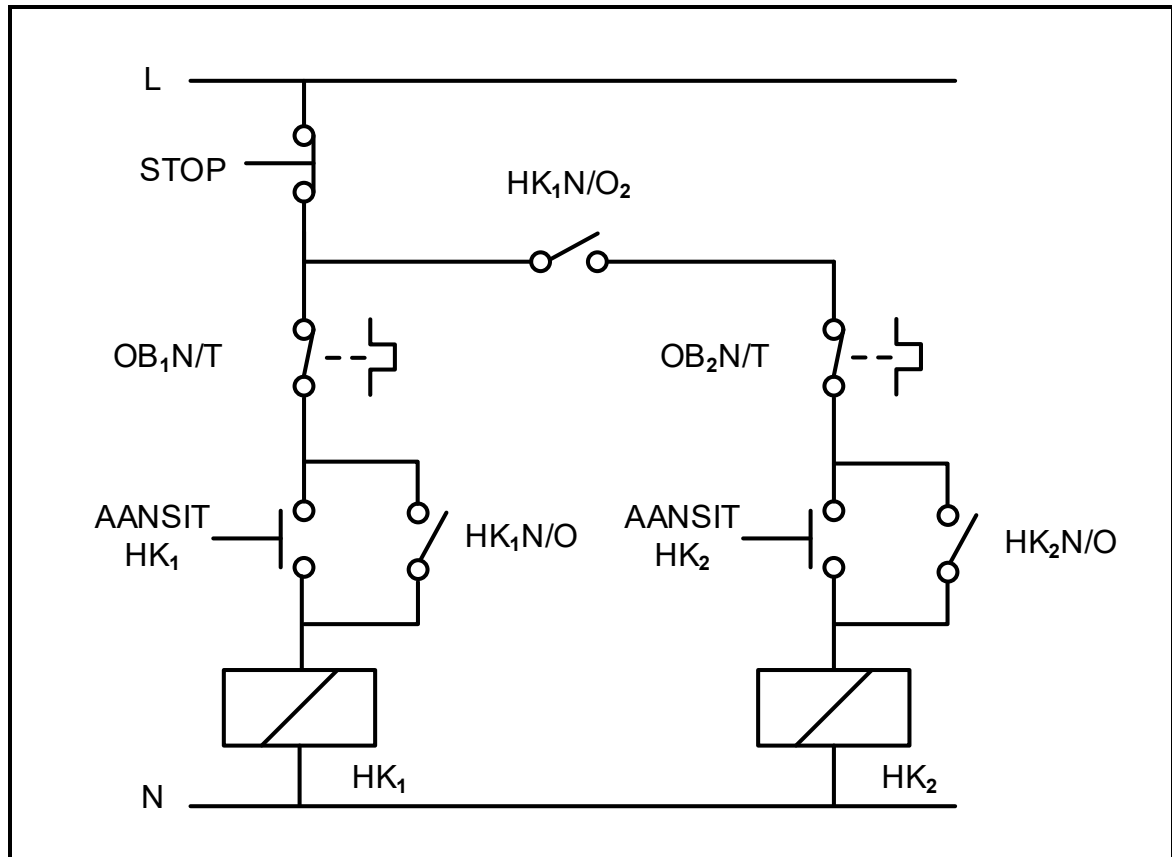 L
STOP
HK₁N/O₂
OB₁N/T
OB₂N/T
AANSIT
HK₁
HK₁N/O
AANSIT
HK₂
HK₂N/O
HK₁
HK₂
N